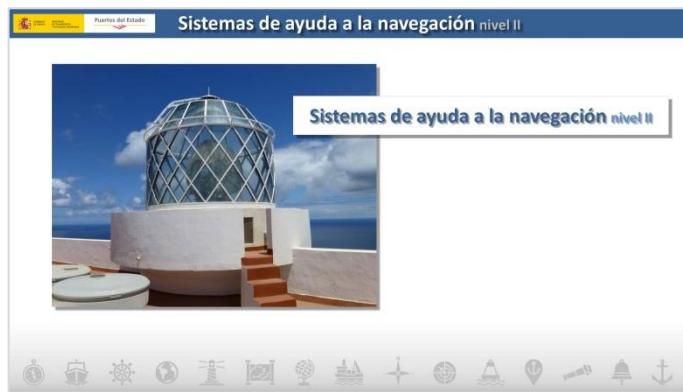 Puertos del Estado
Sistemas de ayuda a la navegación nivel II
Sistemas de ayuda a la navegación nivel II